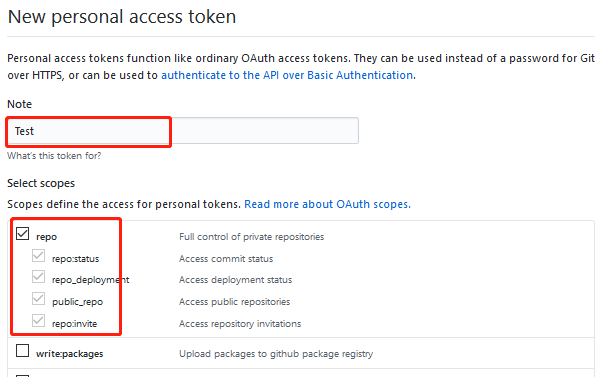 New personal access token
Personal access tokens function like ordinary OAuth access tokens. They can be used instead of a password for Git
over HTTPS, or can be used to authenticate to the API over Basic Authentication.
Note
Test
What's this token for?
Select scopes
Scopes define the access for personal tokens. Read more about OAuth scopes.
repo Full control of private repositories
repo:status Access commit status
repo_deployment Access deployment status
public_repo Access public repositories
repo:invite Access repository invitations
write:packages Upload packages to github package registry